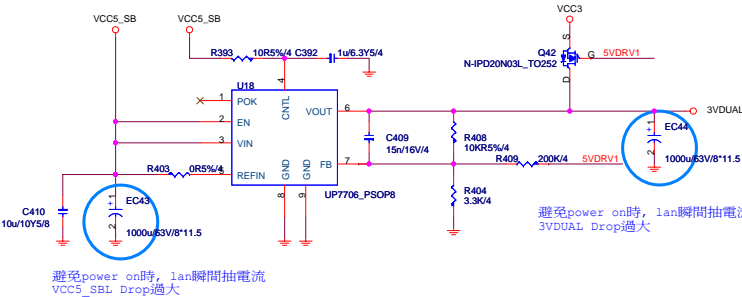 VCC5_SB
VCC5_SB
VCC3
R393
10R5%/4
C392
1u/6.3Y5/4
Q42
N-IPD20N03L_TO252
S
G
D
5VDRV1
U18
4
1
POK
2
EN
3
VIN
5
REFIN
CNTL
VOUT
6
FB
7
GND
GND
8
9
UP7706_PSOP8
R403
0R5%/4
C409
15n/16V/4
R408
10KR5%/4
R409
200K/4
5VDRV1
R404
3.3K/4
3VDUAL
EC44
+
1
2
1000u/63V/8*11.5
C410
10u/10Y5/8
EC43
+
1
2
1000u/63V/8*11.5
避免power on時, lan瞬間抽電流
3VDUAL Drop過大
避免power on時, lan瞬間抽電流
VCC5_SBL Drop過大